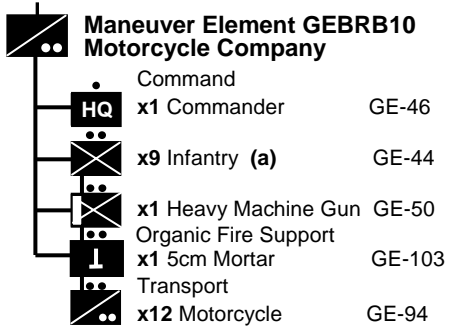 Maneuver Element GEBRB10
Motorcycle Company
Command
HQ x1 Commander GE-46
x9 Infantry (a) GE-44
x1 Heavy Machine Gun GE-50
Organic Fire Support
x1 5cm Mortar GE-103
Transport
x12 Motorcycle GE-94